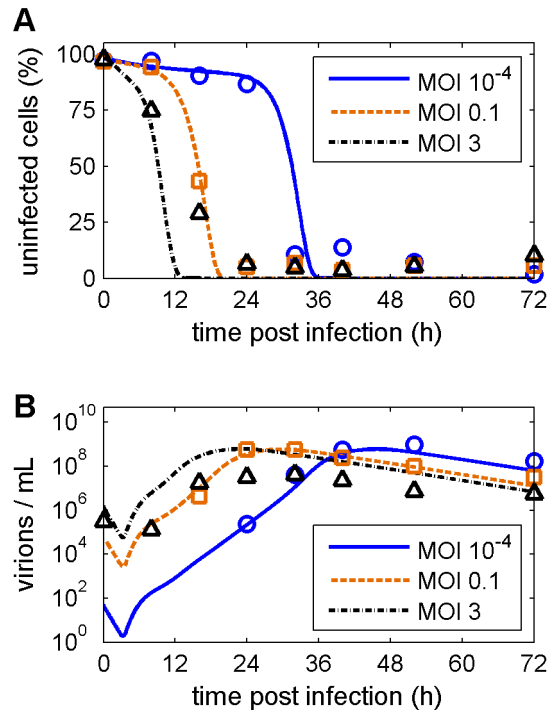 A
uninfected cells (%)
100
75
50
25
0
MOI 10⁻⁴
MOI 0.1
MOI 3
0 12 24 36 48 60 72
time post infection (h)
B
virions / mL
10¹⁰
10⁸
10⁶
10⁴
10²
10⁰
MOI 10⁻⁴
MOI 0.1
MOI 3
0 12 24 36 48 60 72
time post infection (h)